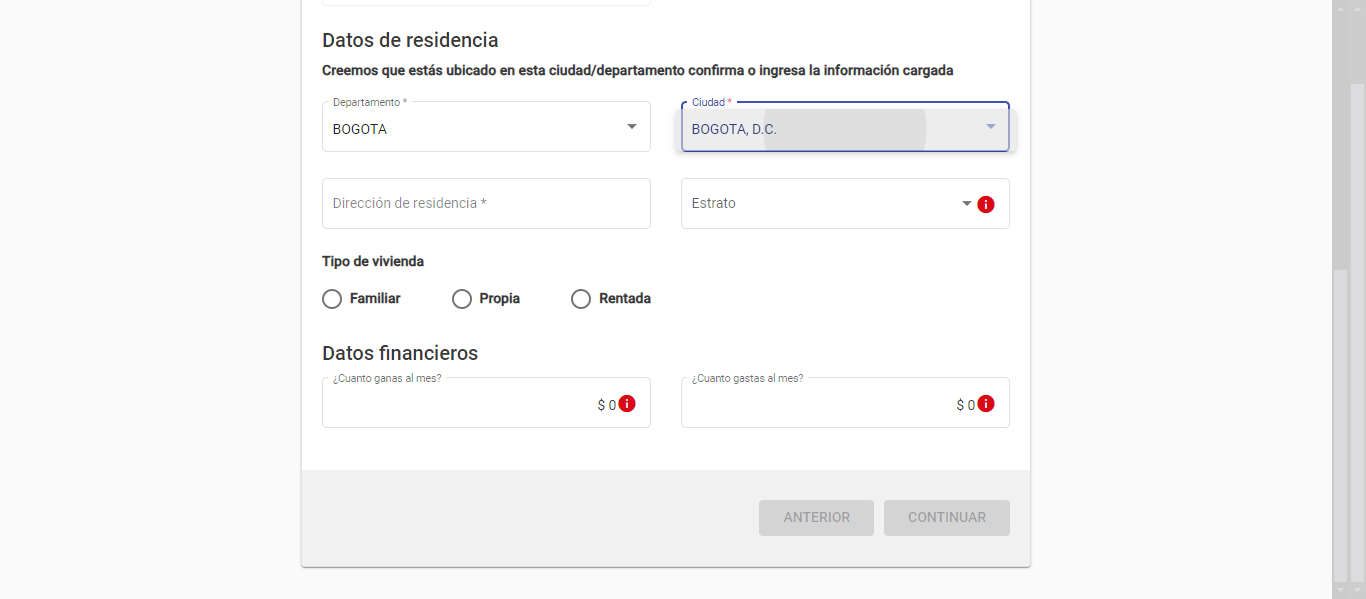 Datos de residencia
Creemos que estás ubicado en esta ciudad/departamento confirma o ingresa la información cargada
Departamento * Ciudad *
BOGOTA BOGOTA, D.C.
Dirección de residencia * Estrato
Tipo de vivienda
Familiar Propia Rentada
Datos financieros
¿Cuanto ganas al mes? ¿Cuanto gastas al mes?
$ 0 $ 0
ANTERIOR CONTINUAR